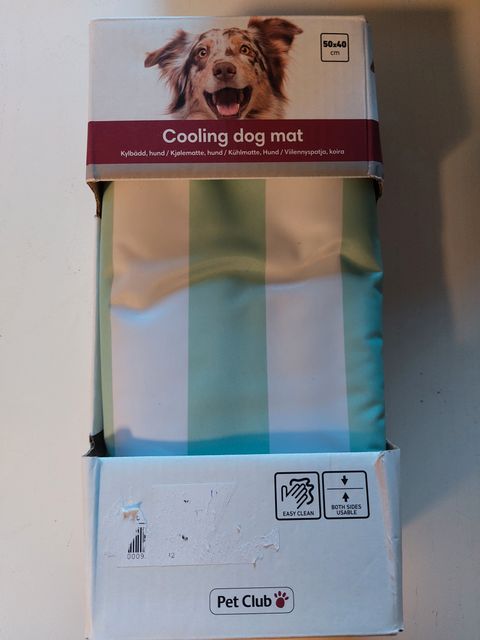 50x40
cm
Cooling dog mat
Kylbädd, hund / Kjølematte, hund / Kühlmatte, Hund / Viilennyspatja, koira
EASY CLEAN
BOTH SIDES
USABLE
0009
Pet Club